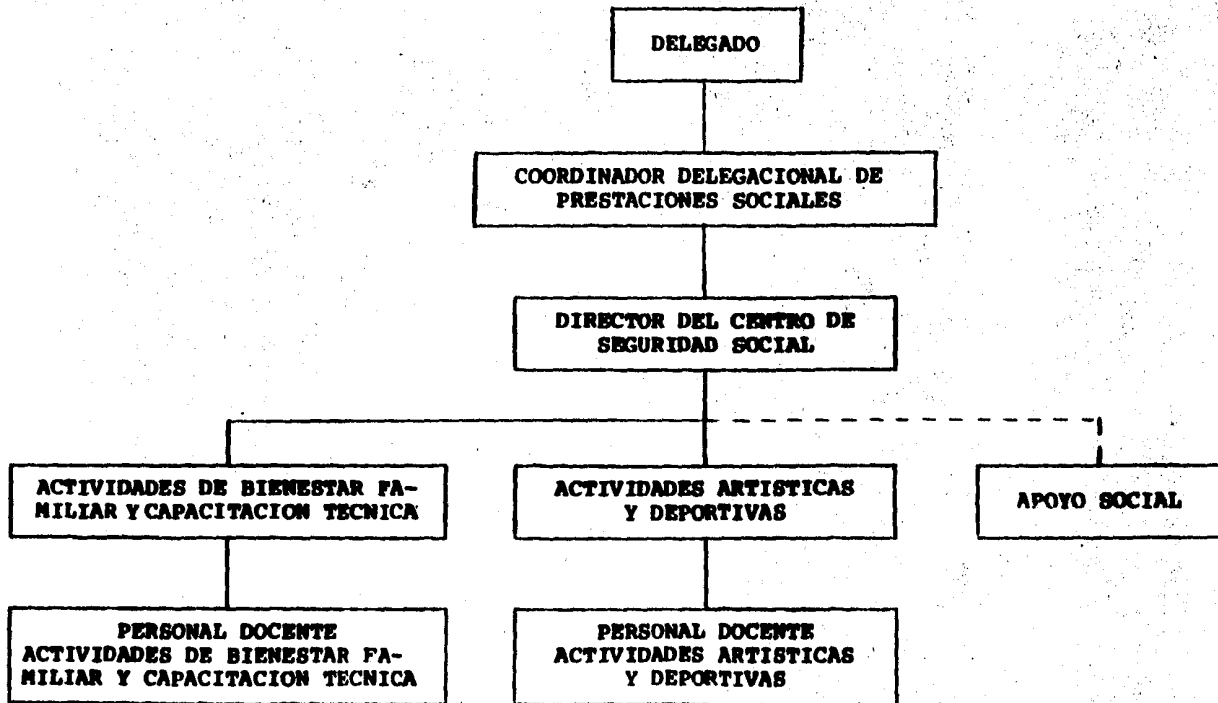 DELEGADO
COORDINADOR DELEGACIONAL DE
PRESTACIONES SOCIALES
DIRECTOR DEL CENTRO DE
SEGURIDAD SOCIAL
ACTIVIDADES DE BIENESTAR FA-
MILIAR Y CAPACITACION TECNICA
ACTIVIDADES ARTISTICAS
Y DEPORTIVAS
APOYO SOCIAL
PERSONAL DOCENTE
ACTIVIDADES DE BIENESTAR FA-
MILIAR Y CAPACITACION TECNICA
PERSONAL DOCENTE
ACTIVIDADES ARTISTICAS
Y DEPORTIVAS